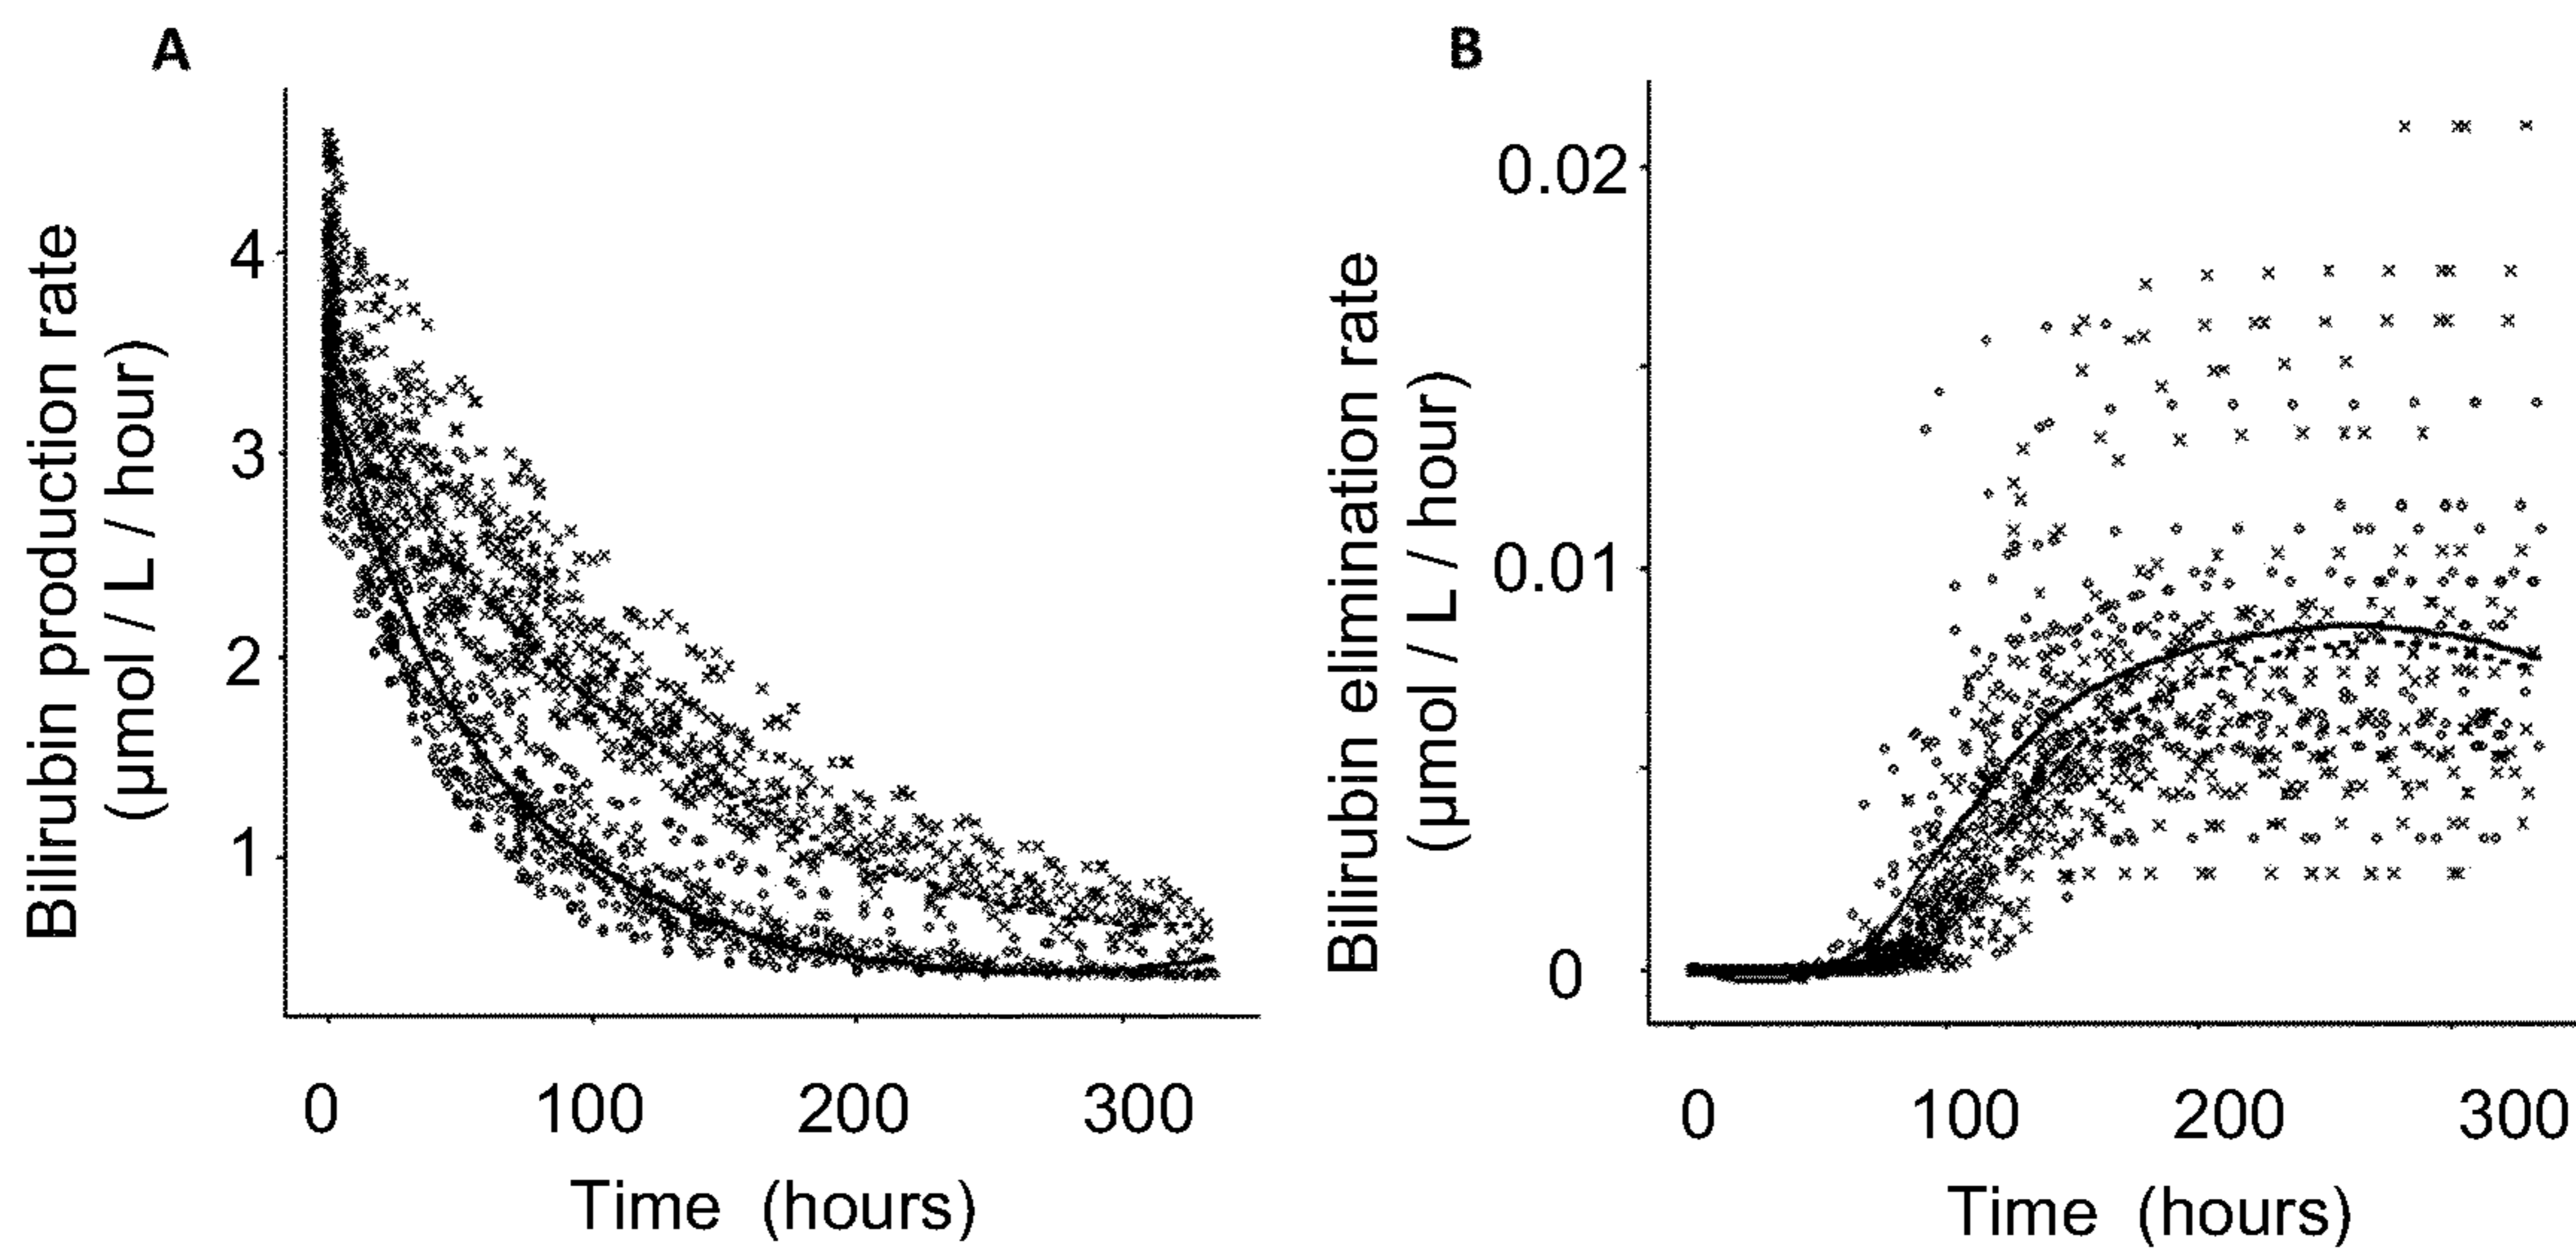 A
Bilirubin production rate
(µmol / L / hour)
4
3
2
1
0 100 200 300
Time (hours)
B
Bilirubin elimination rate
(µmol / L / hour)
0.02
0.01
0
0 100 200 300
Time (hours)